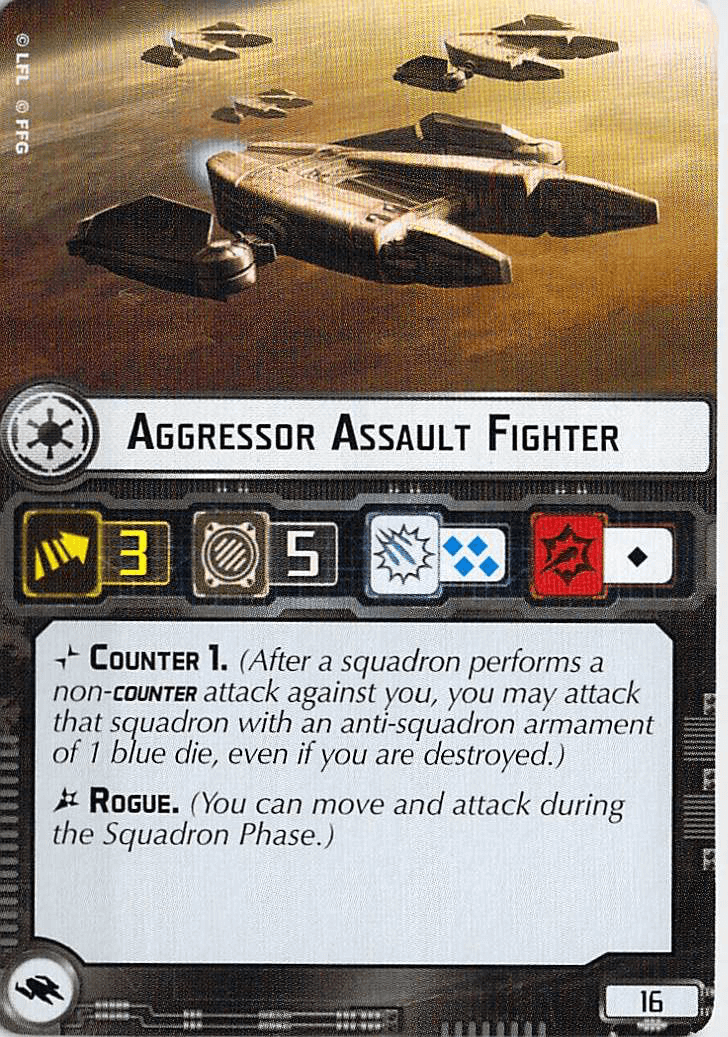 © LFL © FFG
AGGRESSOR ASSAULT FIGHTER
3 5
COUNTER 1. (After a squadron performs a
non-COUNTER attack against you, you may attack
that squadron with an anti-squadron armament
of 1 blue die, even if you are destroyed.)
ROGUE. (You can move and attack during
the Squadron Phase.)
16